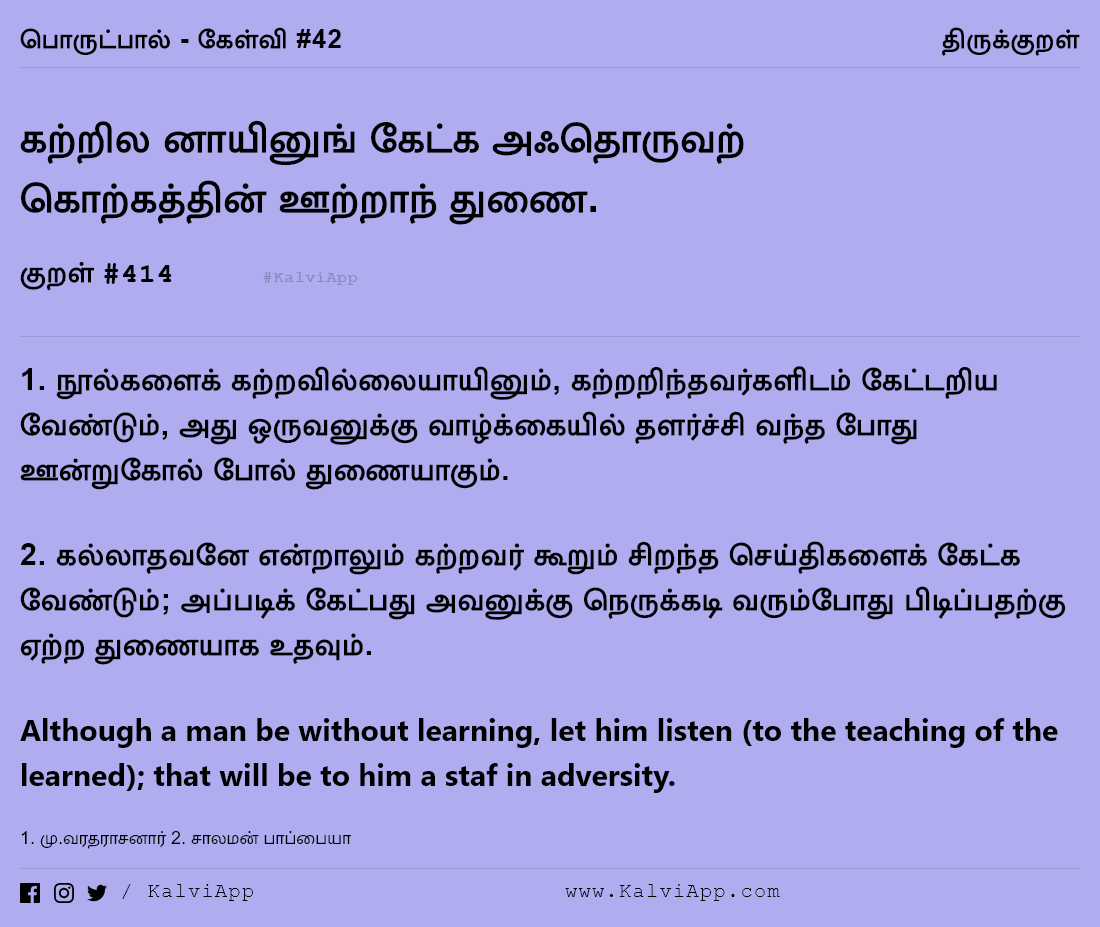 பொருட்பால் - கேள்வி #42 திருக்குறள்
கற்றில னாயினுங் கேட்க அஃதொருவற்
கொற்கத்தின் ஊற்றாந் துணை.
குறள் #414 #KalviApp
1. நூல்களைக் கற்றவில்லையாயினும், கற்றறிந்தவர்களிடம் கேட்டறிய
வேண்டும், அது ஒருவனுக்கு வாழ்க்கையில் தளர்ச்சி வந்த போது
ஊன்றுகோல் போல் துணையாகும்.
2. கல்லாதவனே என்றாலும் கற்றவர் கூறும் சிறந்த செய்திகளைக் கேட்க
வேண்டும்; அப்படிக் கேட்பது அவனுக்கு நெருக்கடி வரும்போது பிடிப்பதற்கு
ஏற்ற துணையாக உதவும்.
Although a man be without learning, let him listen (to the teaching of the
learned); that will be to him a staf in adversity.
1. மு.வரதராசனார் 2. சாலமன் பாப்பையா
/ KalviApp www.KalviApp.com